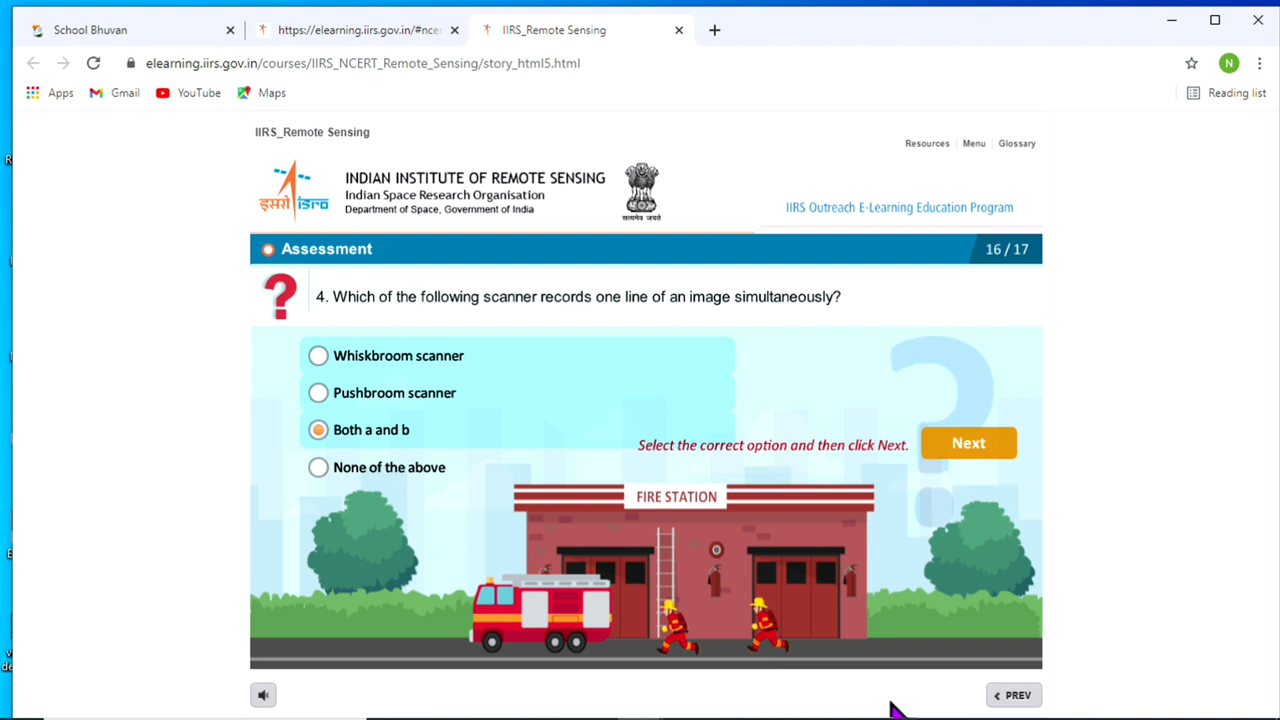 School Bhuvan
https://elearning.iirs.gov.in/#nce
IIRS_Remote Sensing
elearning.iirs.gov.in/courses/IIRS_NCERT_Remote_Sensing/story_html5.html
N
Apps
Gmail
YouTube
Maps
Reading list
IIRS_Remote Sensing
Resources
Menu
Glossary
इसरो isro
INDIAN INSTITUTE OF REMOTE SENSING
Indian Space Research Organisation
Department of Space, Government of India
सत्यमेव जयते
IIRS Outreach E-Learning Education Program
Assessment
16 / 17
4. Which of the following scanner records one line of an image simultaneously?
Whiskbroom scanner
Pushbroom scanner
Both a and b
None of the above
Select the correct option and then click Next.
Next
FIRE STATION
PREV